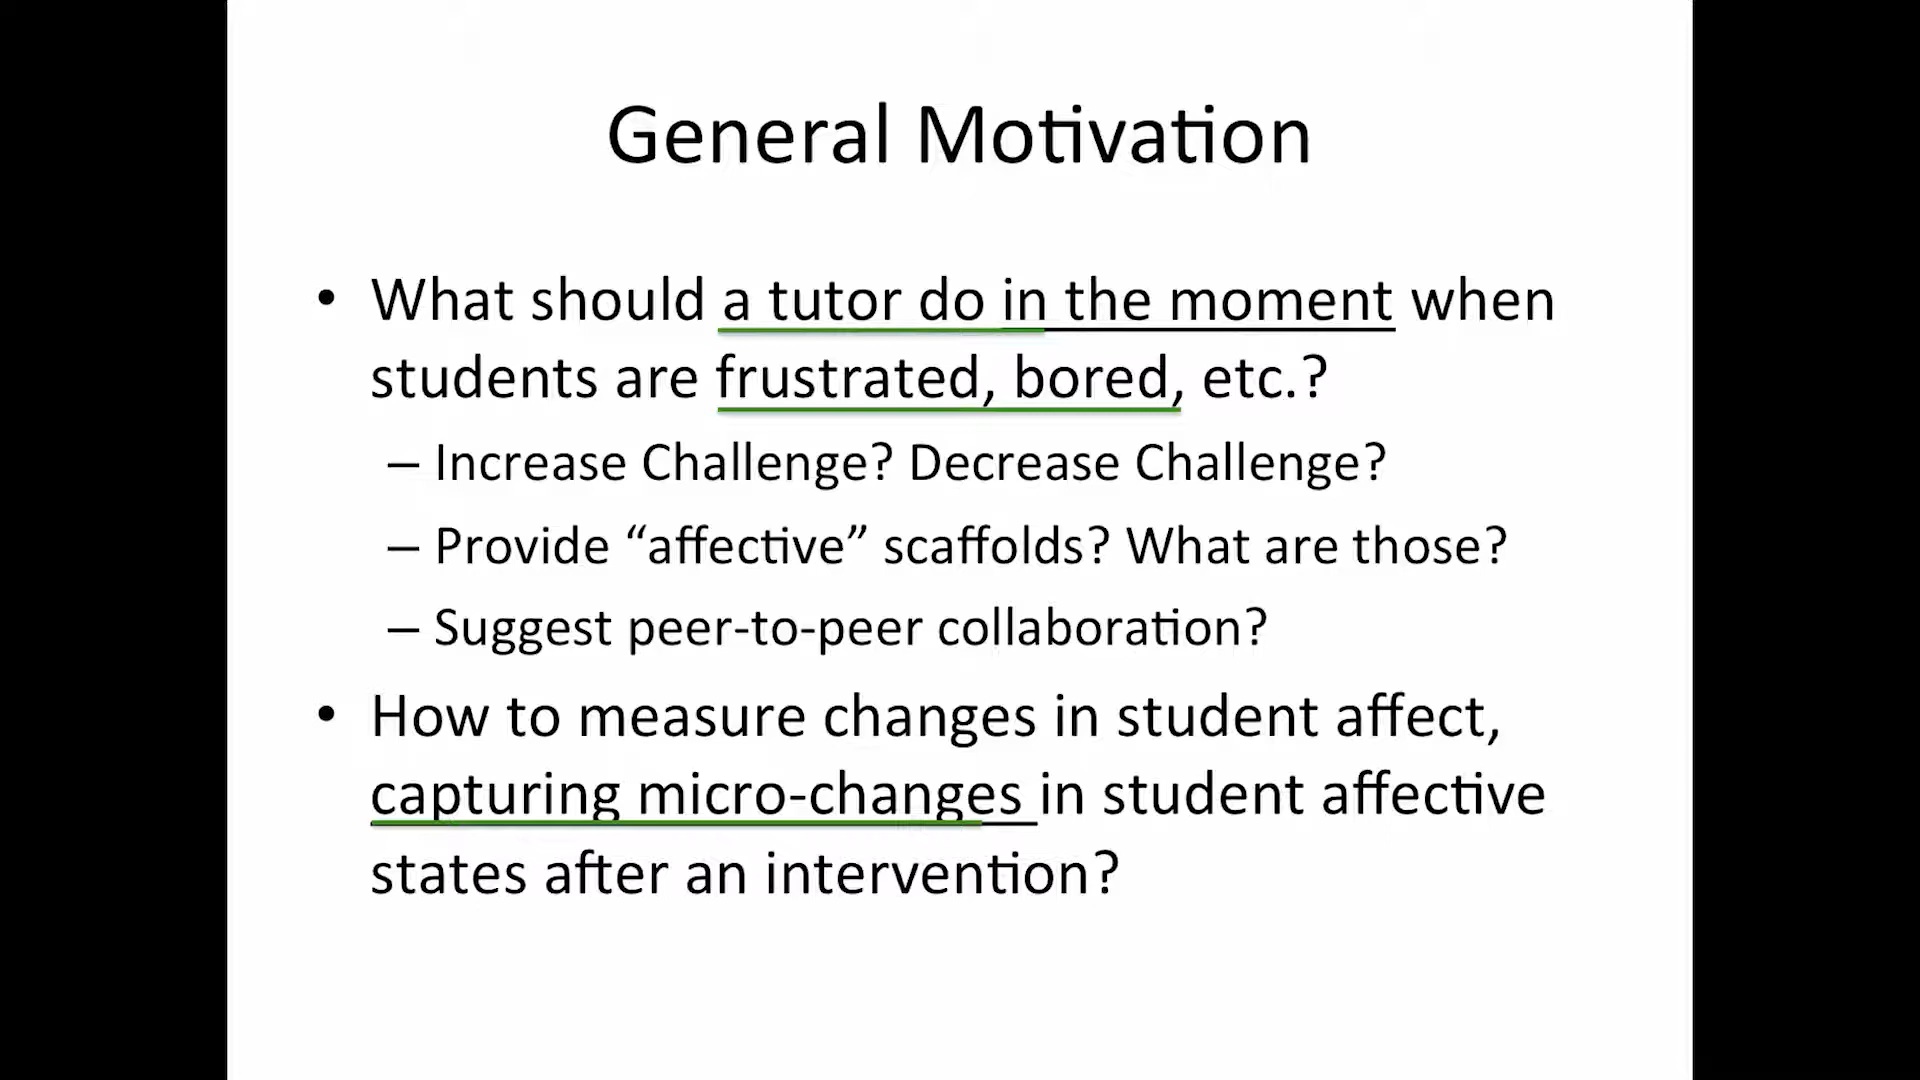 General Motivation
• What should a tutor do in the moment when
students are frustrated, bored, etc.?
– Increase Challenge? Decrease Challenge?
– Provide “affective” scaffolds? What are those?
– Suggest peer-to-peer collaboration?
• How to measure changes in student affect,
capturing micro-changes in student affective
states after an intervention?